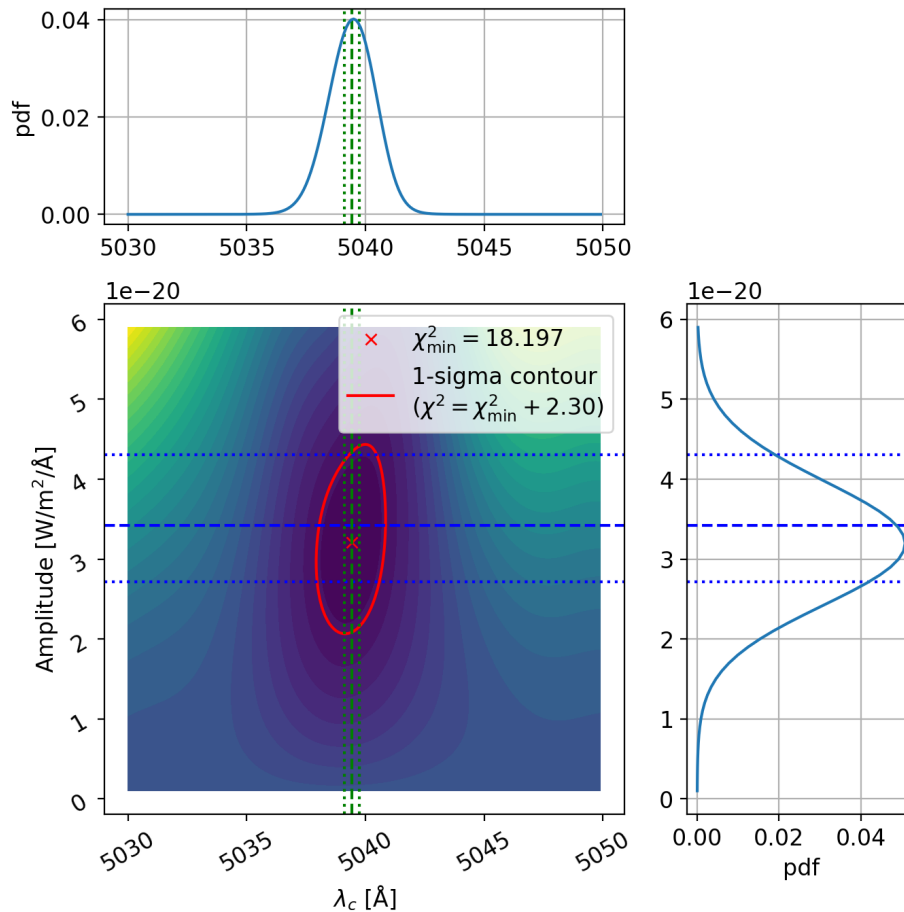 0.04
0.02
0.00
pdf
5030 5035 5040 5045 5050
1e−20
6
5
4
3
2
1
0
Amplitude [W/m²/Å]
χ²min = 18.197
1-sigma contour
(χ² = χ²min + 2.30)
5030 5035 5040 5045 5050
λc [Å]
1e−20
6
5
4
3
2
1
0
0.00 0.02 0.04
pdf